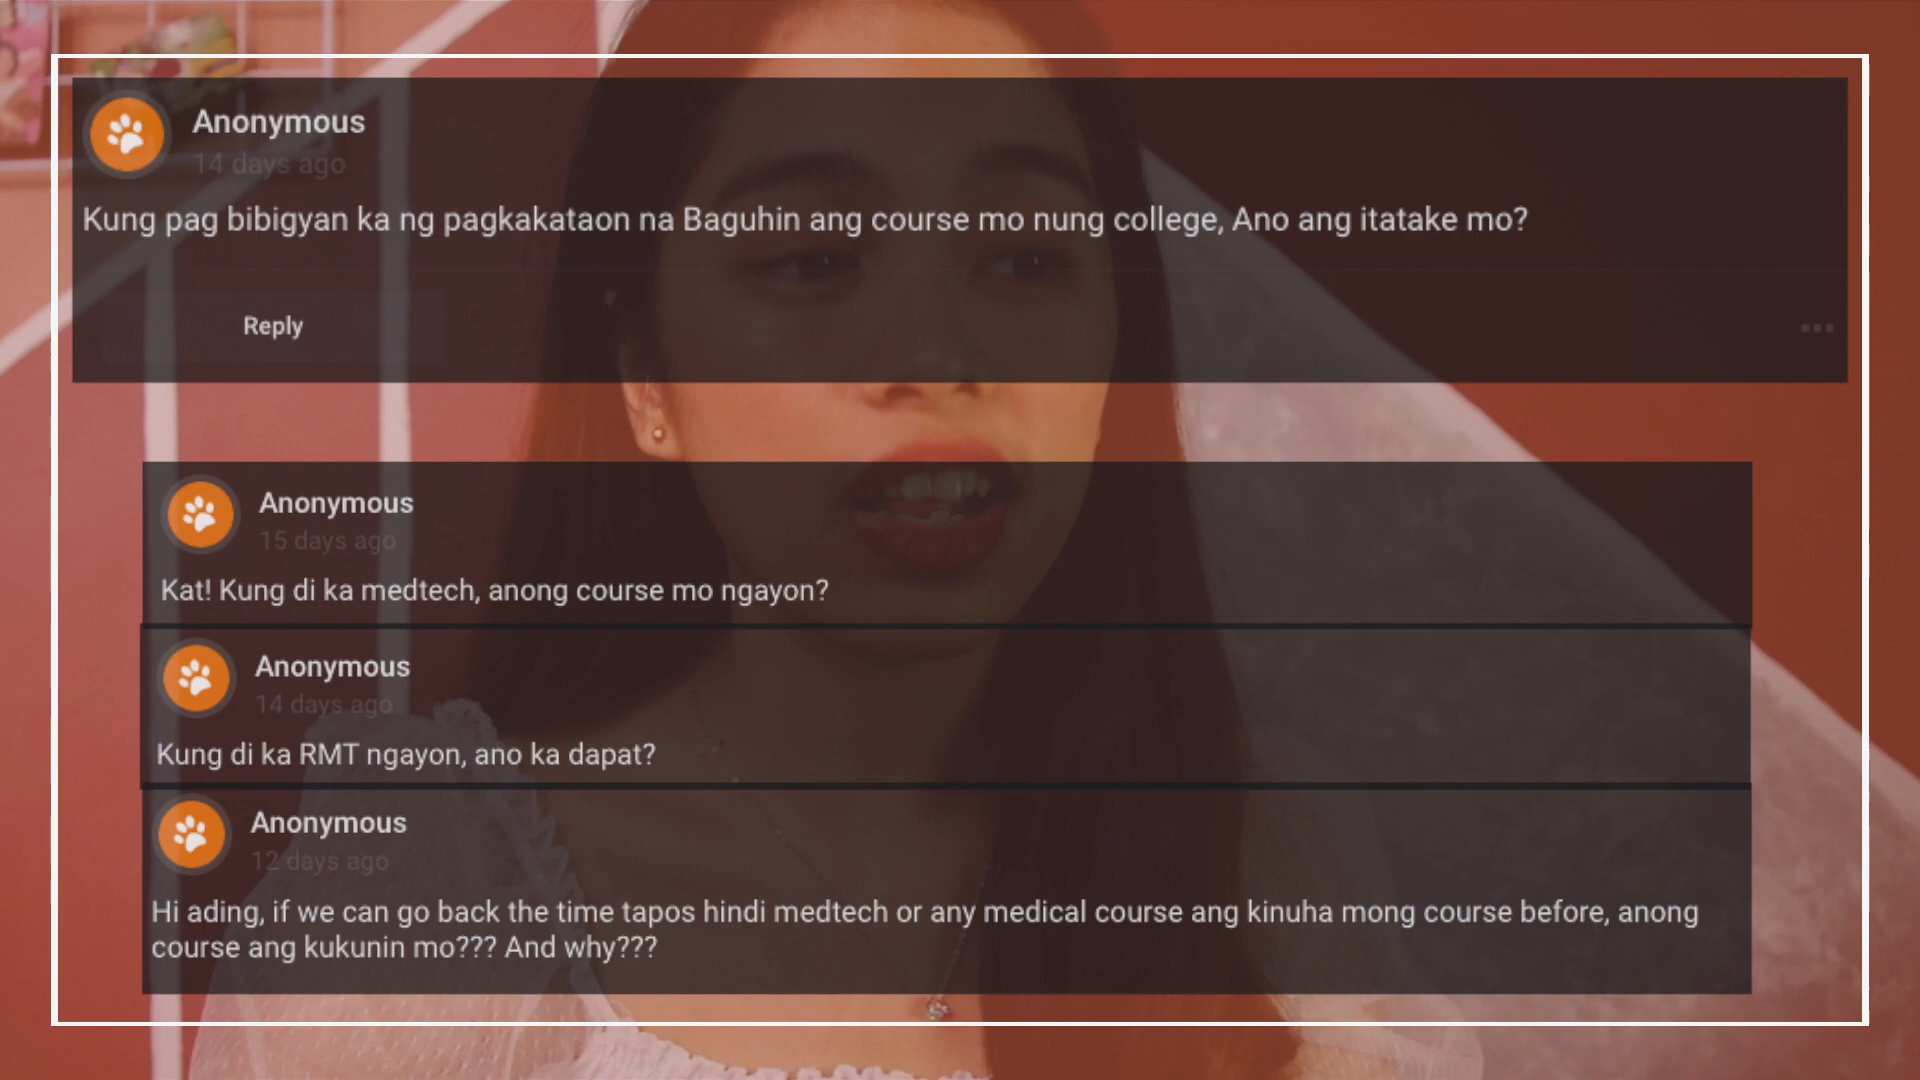 Anonymous
14 days ago
Kung pag bibigyan ka ng pagkakataon na Baguhin ang course mo nung college, Ano ang itatake mo?
Reply
Anonymous
15 days ago
Kat! Kung di ka medtech, anong course mo ngayon?
Anonymous
14 days ago
Kung di ka RMT ngayon, ano ka dapat?
Anonymous
12 days ago
Hi ading, if we can go back the time tapos hindi medtech or any medical course ang kinuha mong course before, anong
course ang kukunin mo??? And why???